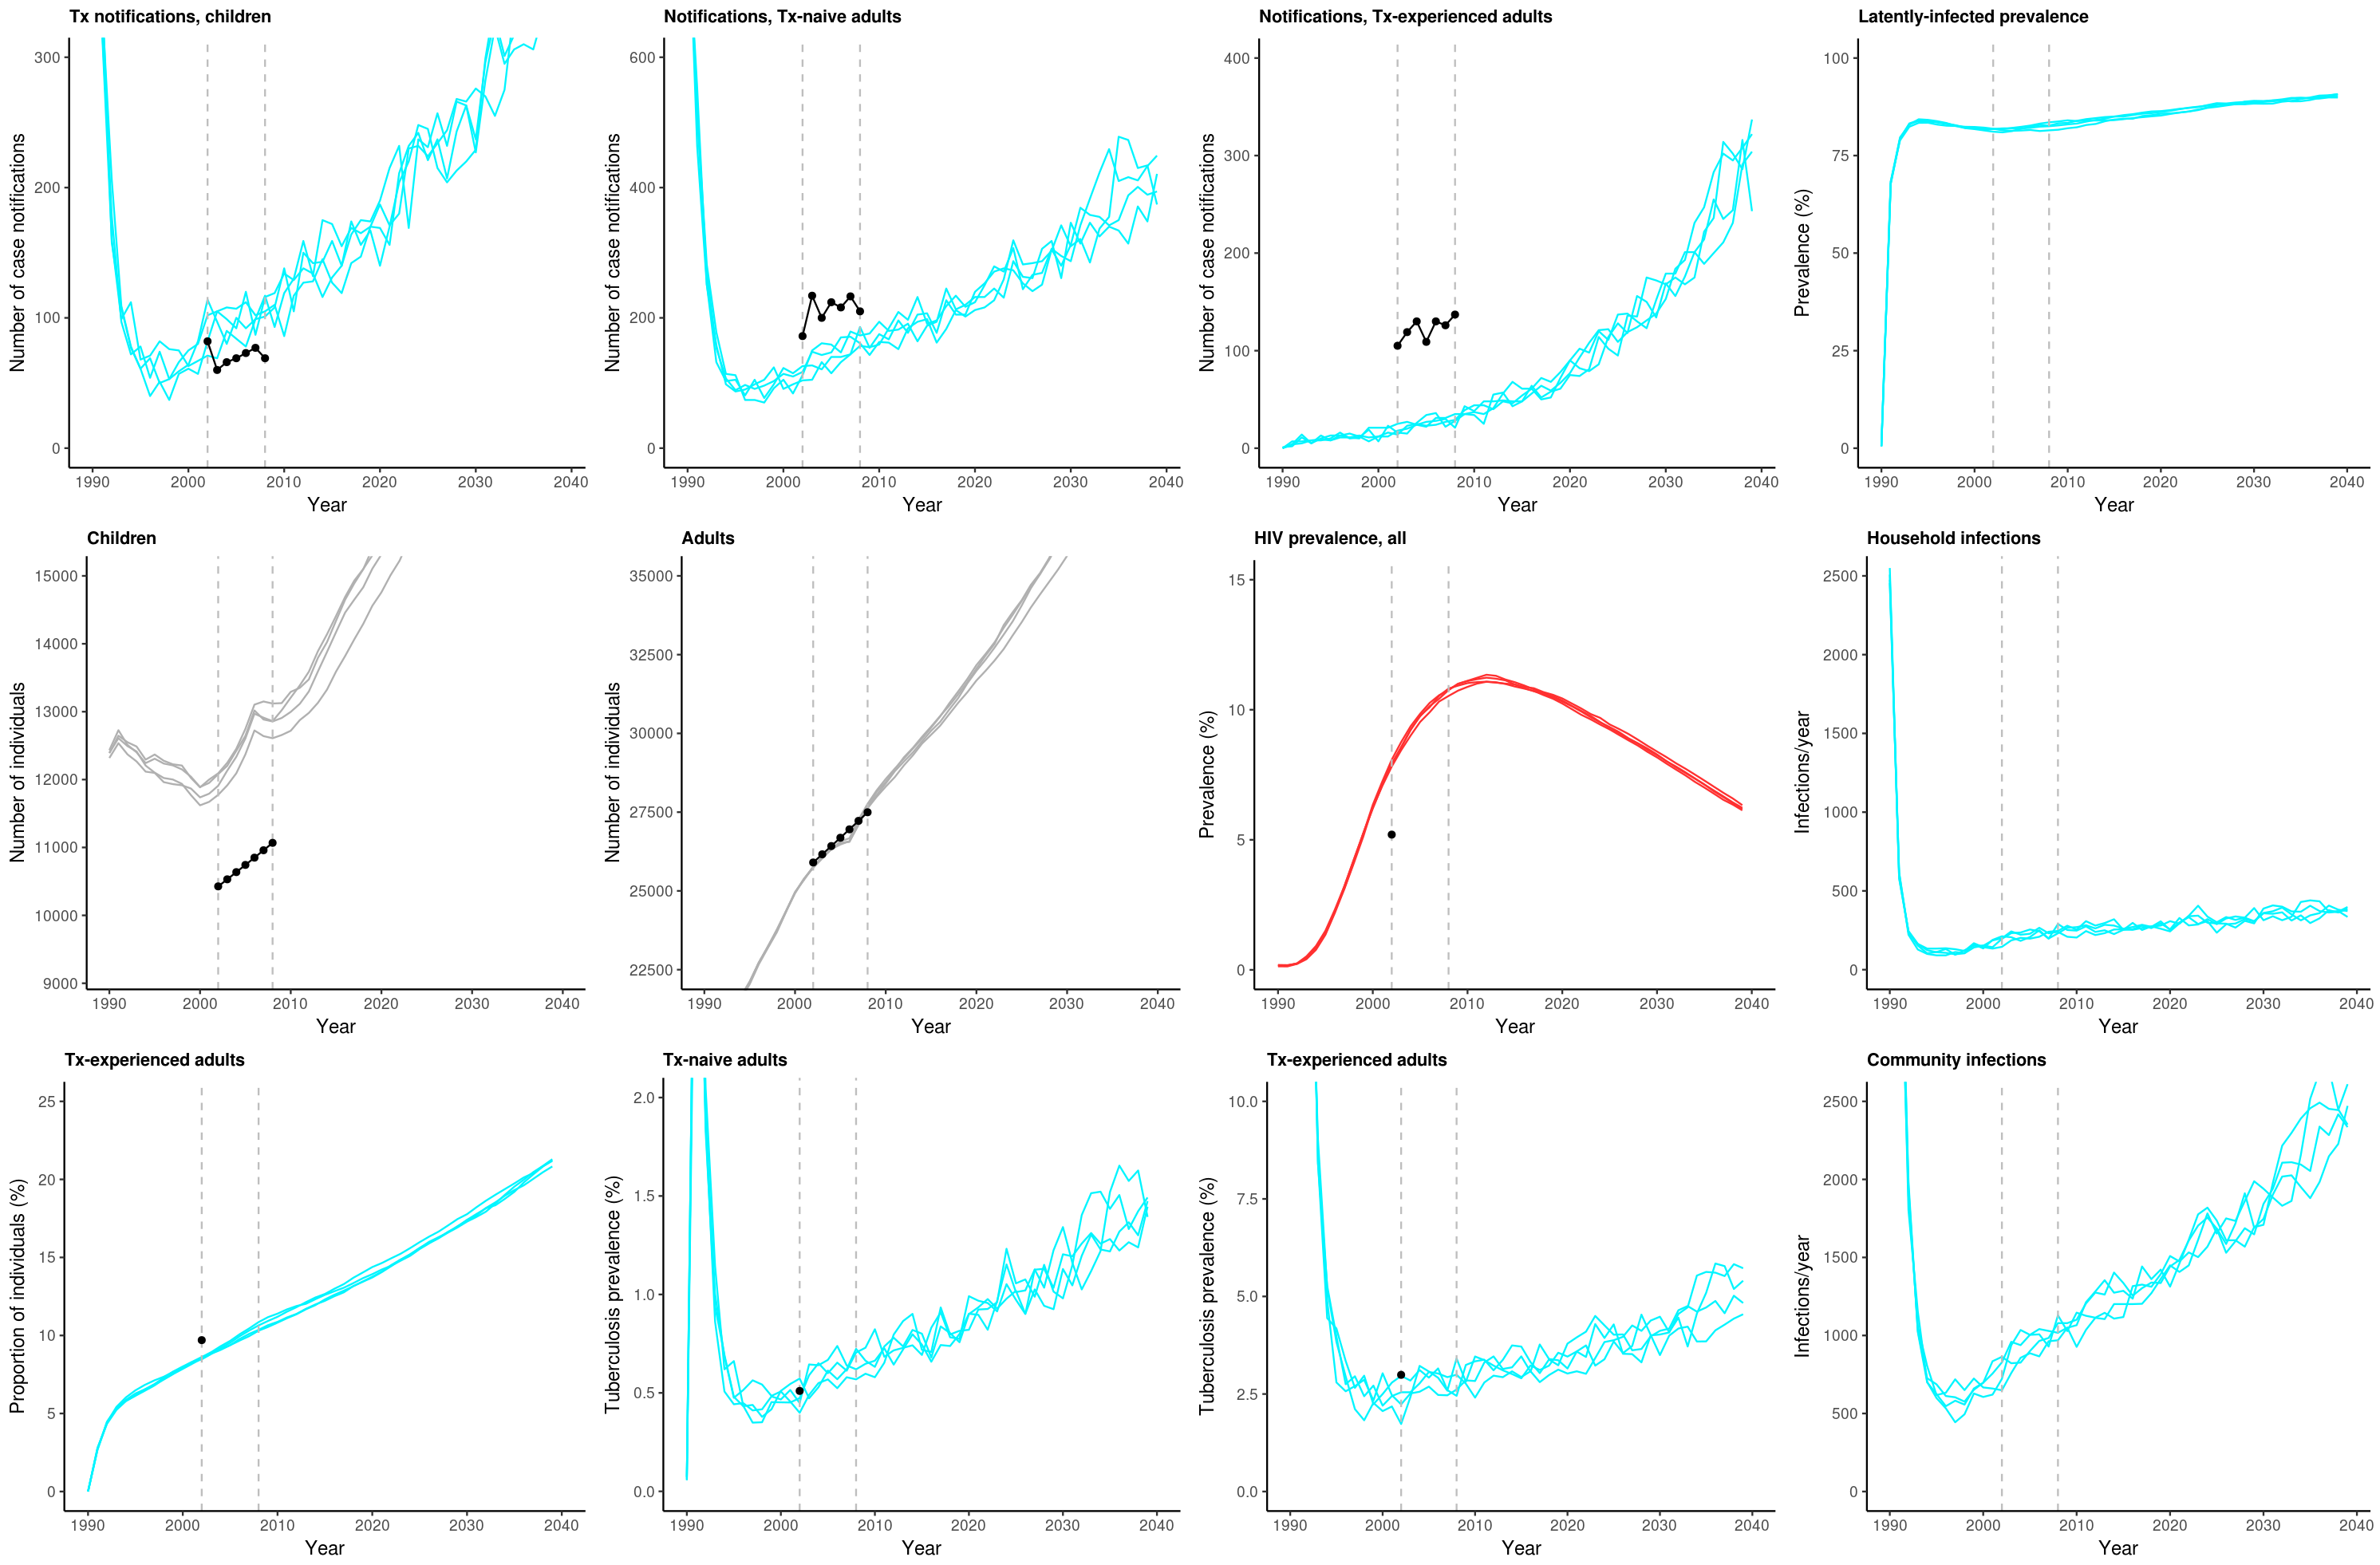 Tx notifications, children
Number of case notifications
300
200
100
0
1990 2000 2010 2020 2030 2040
Year
Notifications, Tx-naive adults
Number of case notifications
600
400
200
0
1990 2000 2010 2020 2030 2040
Year
Notifications, Tx-experienced adults
Number of case notifications
400
300
200
100
0
1990 2000 2010 2020 2030 2040
Year
Latently-infected prevalence
Prevalence (%)
100
75
50
25
0
1990 2000 2010 2020 2030 2040
Year
Children
Number of individuals
15000
14000
13000
12000
11000
10000
9000
1990 2000 2010 2020 2030 2040
Year
Adults
Number of individuals
35000
32500
30000
27500
25000
22500
1990 2000 2010 2020 2030 2040
Year
HIV prevalence, all
Prevalence (%)
15
10
5
0
1990 2000 2010 2020 2030 2040
Year
Household infections
Infections/year
2500
2000
1500
1000
500
0
1990 2000 2010 2020 2030 2040
Year
Tx-experienced adults
Proportion of individuals (%)
25
20
15
10
5
0
1990 2000 2010 2020 2030 2040
Year
Tx-naive adults
Tuberculosis prevalence (%)
2.0
1.5
1.0
0.5
0.0
1990 2000 2010 2020 2030 2040
Year
Tx-experienced adults
Tuberculosis prevalence (%)
10.0
7.5
5.0
2.5
0.0
1990 2000 2010 2020 2030 2040
Year
Community infections
Infections/year
2500
2000
1500
1000
500
0
1990 2000 2010 2020 2030 2040
Year